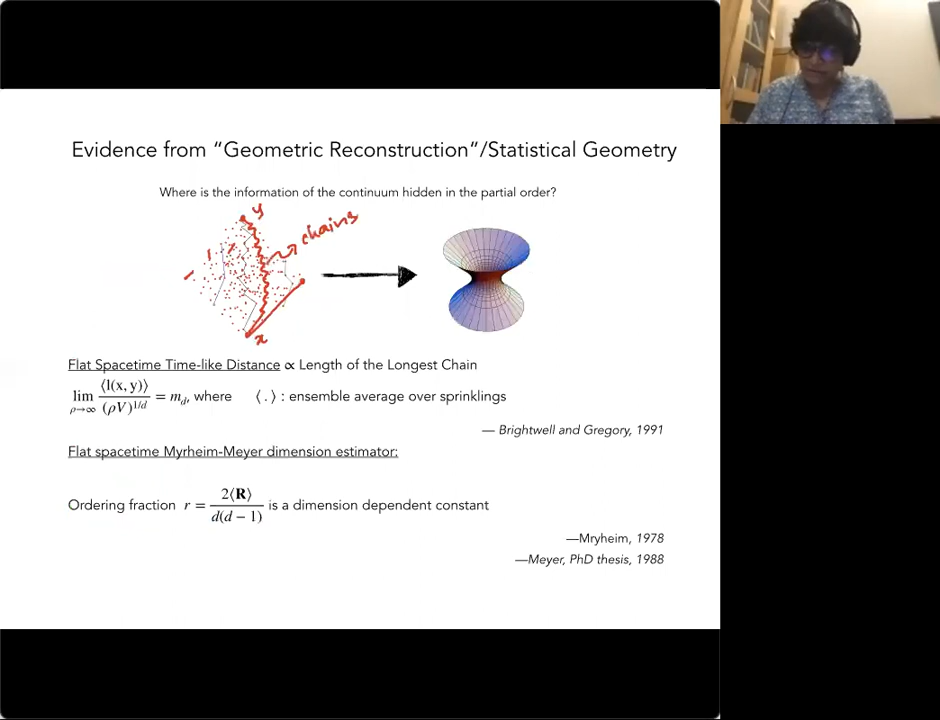 Evidence from “Geometric Reconstruction”/Statistical Geometry
Where is the information of the continuum hidden in the partial order?
y
chains
x
Flat Spacetime Time-like Distance ∝ Length of the Longest Chain
lim ρ→∞ ⟨l(x, y)⟩ / (ρV)^{1/d} = m_d, where ⟨ . ⟩ : ensemble average over sprinklings
— Brightwell and Gregory, 1991
Flat spacetime Myrheim-Meyer dimension estimator:
Ordering fraction r = 2⟨R⟩ / d(d − 1) is a dimension dependent constant
—Mryheim, 1978
—Meyer, PhD thesis, 1988